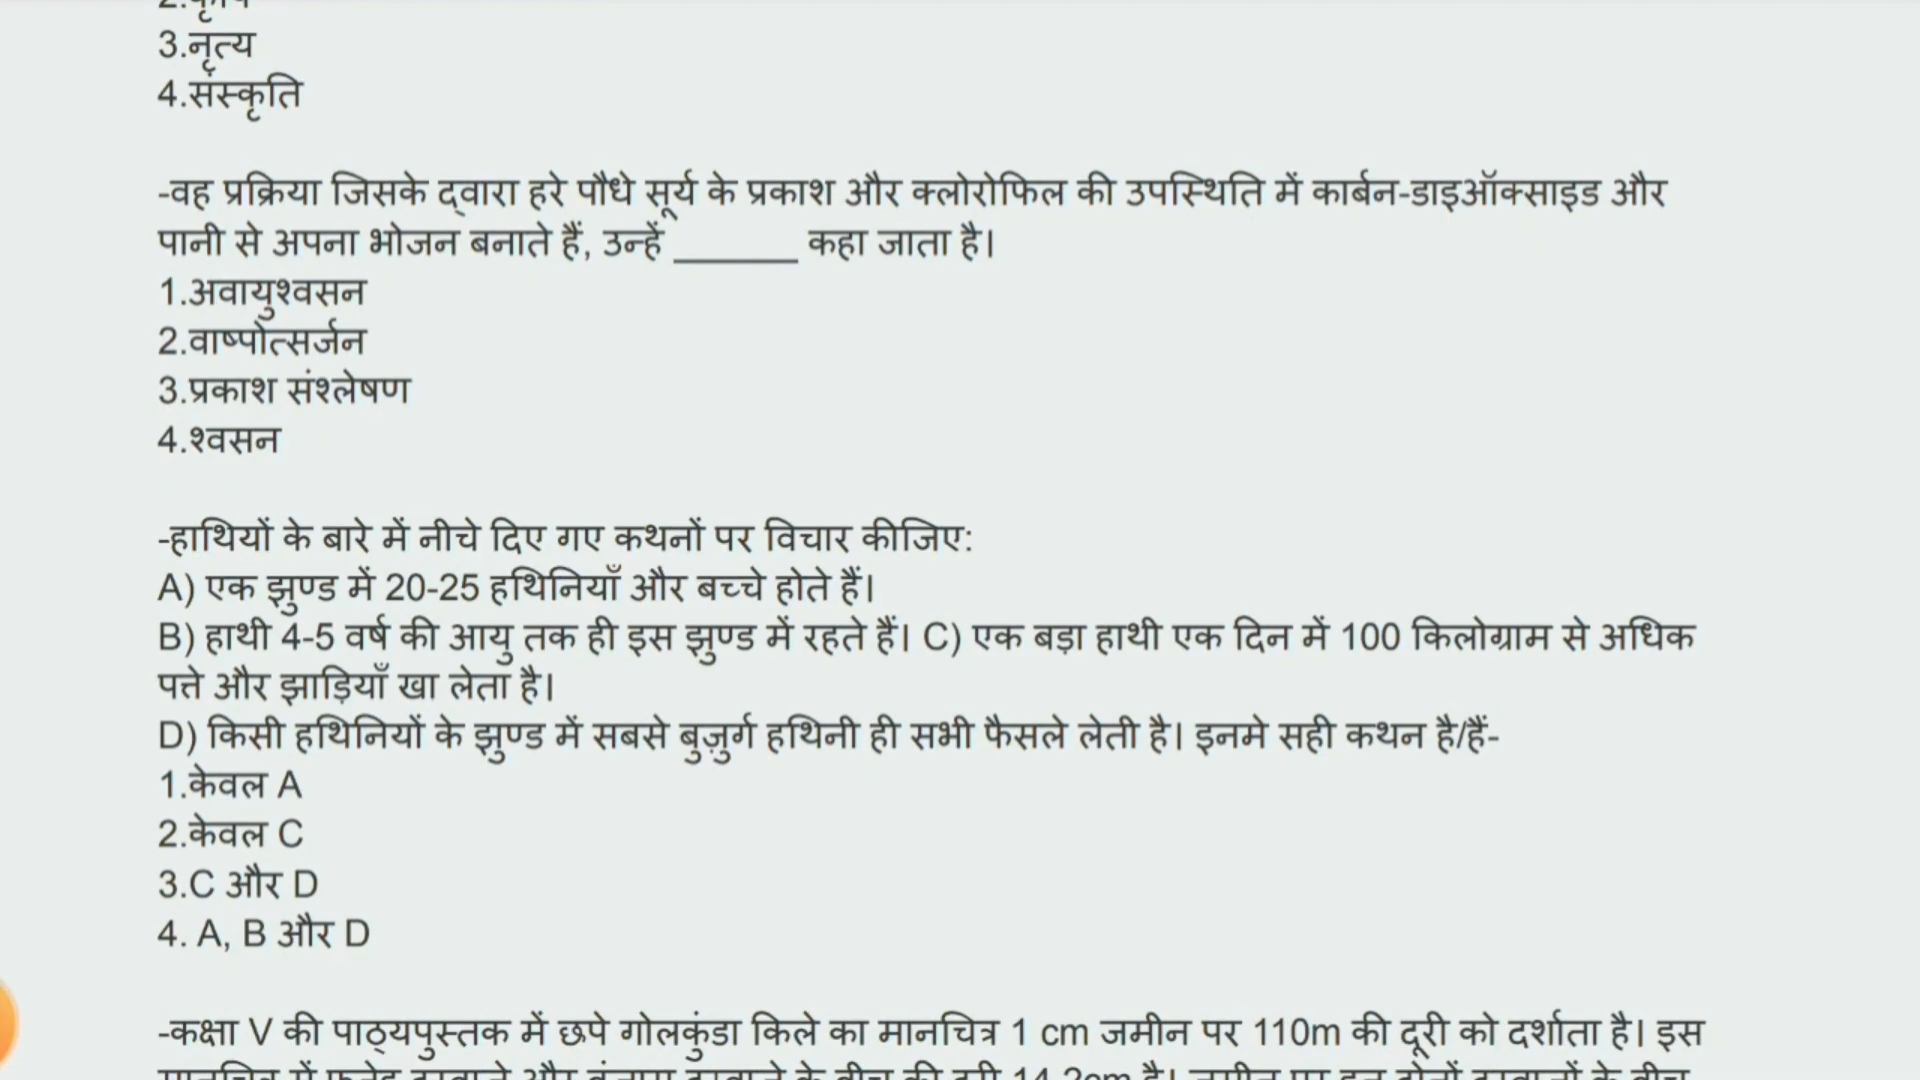 3.नृत्य
4.संस्कृति
-वह प्रक्रिया जिसके द्वारा हरे पौधे सूर्य के प्रकाश और क्लोरोफिल की उपस्थिति में कार्बन-डाइऑक्साइड और
पानी से अपना भोजन बनाते हैं, उन्हें ______ कहा जाता है।
1.अवायुश्वसन
2.वाष्पोत्सर्जन
3.प्रकाश संश्लेषण
4.श्वसन
-हाथियों के बारे में नीचे दिए गए कथनों पर विचार कीजिए:
A) एक झुण्ड में 20-25 हथिनियाँ और बच्चे होते हैं।
B) हाथी 4-5 वर्ष की आयु तक ही इस झुण्ड में रहते हैं। C) एक बड़ा हाथी एक दिन में 100 किलोग्राम से अधिक
पत्ते और झाड़ियाँ खा लेता है।
D) किसी हथिनियों के झुण्ड में सबसे बुज़ुर्ग हथिनी ही सभी फैसले लेती है। इनमे सही कथन है/हैं-
1.केवल A
2.केवल C
3.C और D
4. A, B और D
-कक्षा V की पाठ्यपुस्तक में छपे गोलकुंडा किले का मानचित्र 1 cm जमीन पर 110m की दूरी को दर्शाता है। इस